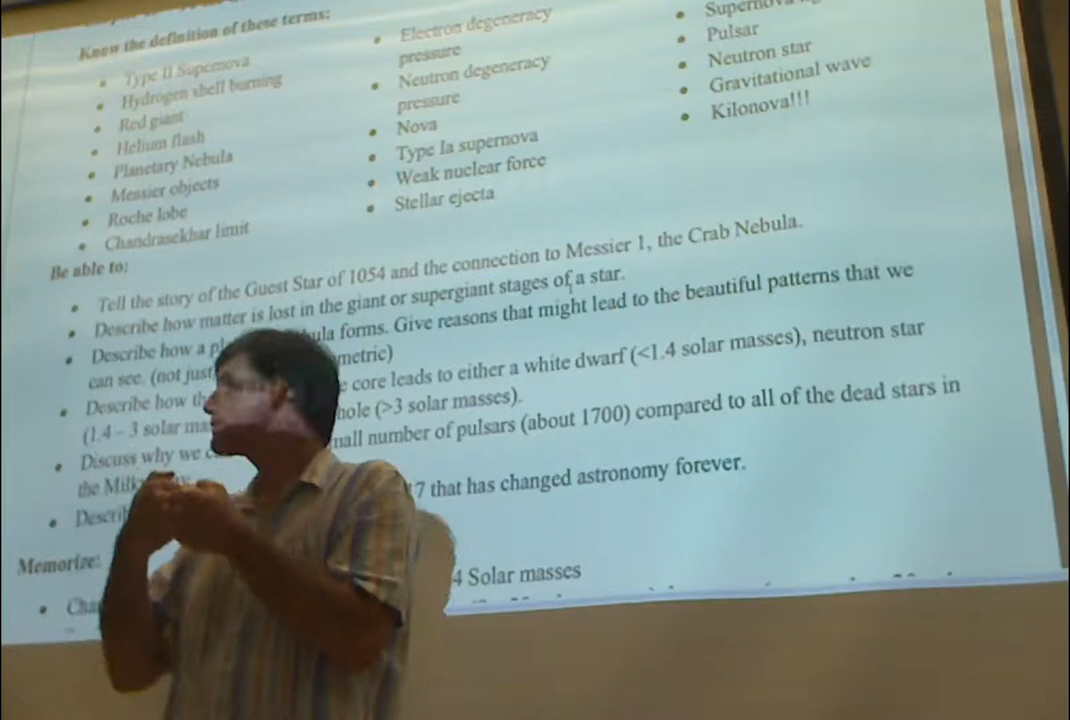 Know the definition of these terms:
Type II Supernova
Hydrogen shell burning
Red giant
Helium flash
Planetary Nebula
Messier objects
Roche lobe
Chandrasekhar limit
Electron degeneracy
pressure
Neutron degeneracy
pressure
Nova
Type Ia supernova
Weak nuclear force
Stellar ejecta
Pulsar
Neutron star
Gravitational wave
Kilonova!!!
Be able to:
Tell the story of the Guest Star of 1054 and the connection to Messier 1, the Crab Nebula.
Describe how matter is lost in the giant or supergiant stages of a star.
Describe how a forms. Give reasons that might lead to the beautiful patterns that we
can see. (not just
Describe how core leads to either a white dwarf (<1.4 solar masses), neutron star
(1.4 – 3 solar hole (>3 solar masses).
Discuss why we number of pulsars (about 1700) compared to all of the dead stars in
the
that has changed astronomy forever.
Memorize:
4 Solar masses